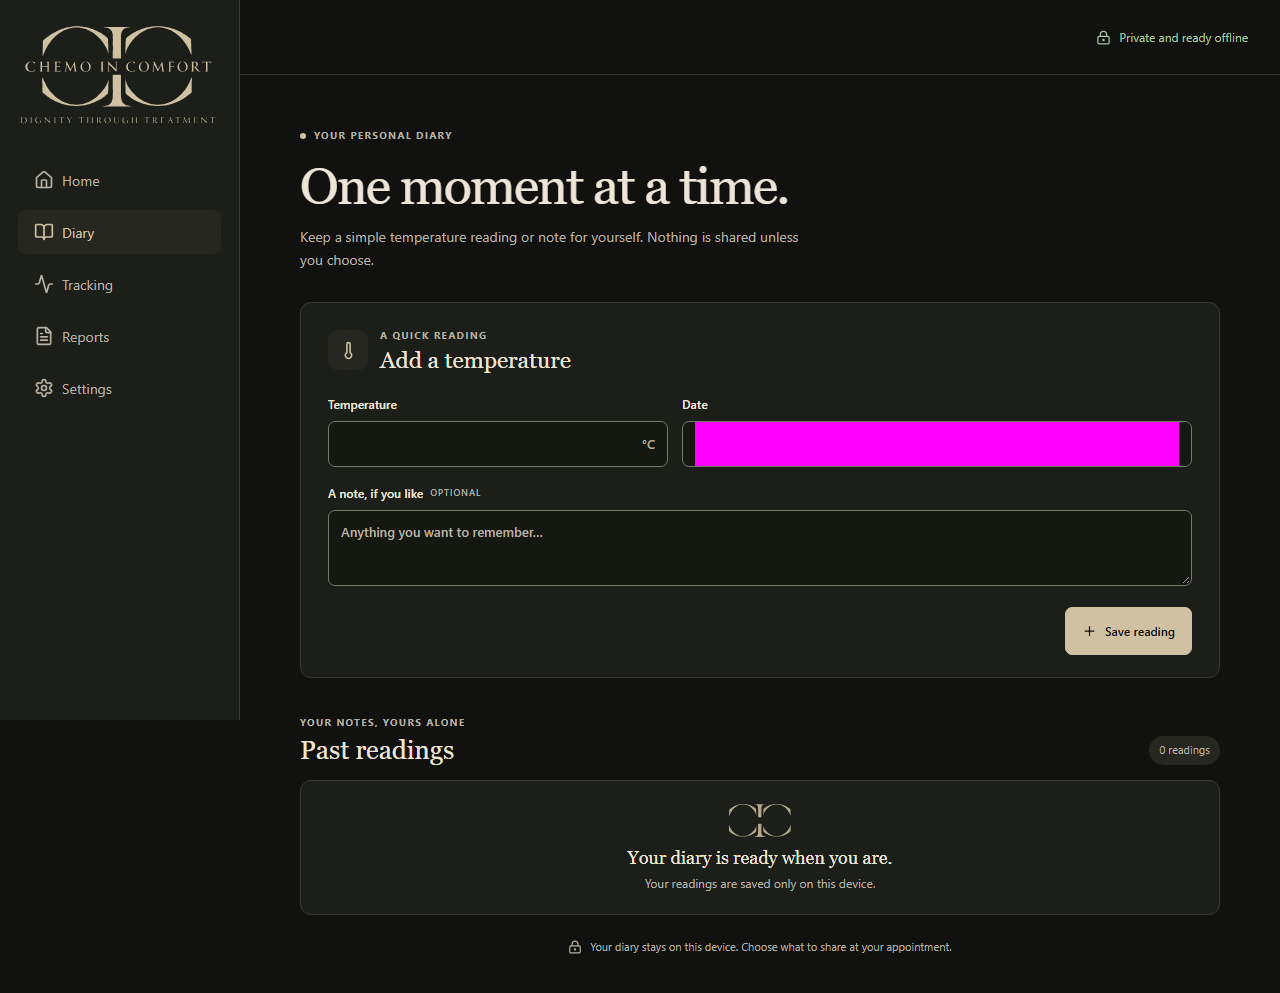 CHEMO IN COMFORT
DIGNITY THROUGH TREATMENT
Private and ready offline
Home
Diary
Tracking
Reports
Settings
YOUR PERSONAL DIARY
One moment at a time.
Keep a simple temperature reading or note for yourself. Nothing is shared unless
you choose.
A QUICK READING
Add a temperature
Temperature
Date
°C
A note, if you like OPTIONAL
Anything you want to remember...
Save reading
YOUR NOTES, YOURS ALONE
Past readings
0 readings
Your diary is ready when you are.
Your readings are saved only on this device.
Your diary stays on this device. Choose what to share at your appointment.